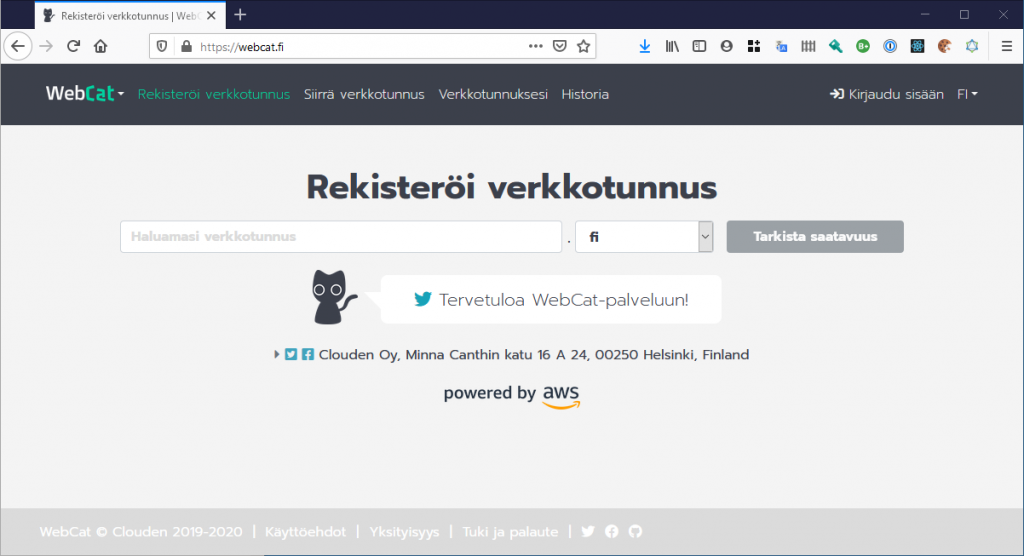 Rekisteröi verkkotunnus | WebC
https://webcat.fi
WebCat Rekisteröi verkkotunnus Siirrä verkkotunnus Verkkotunnuksesi Historia Kirjaudu sisään FI
Rekisteröi verkkotunnus
Haluamasi verkkotunnus . fi Tarkista saatavuus
Tervetuloa WebCat-palveluun!
Clouden Oy, Minna Canthin katu 16 A 24, 00250 Helsinki, Finland
powered by aws
WebCat © Clouden 2019-2020 | Käyttöehdot | Yksityisyys | Tuki ja palaute |